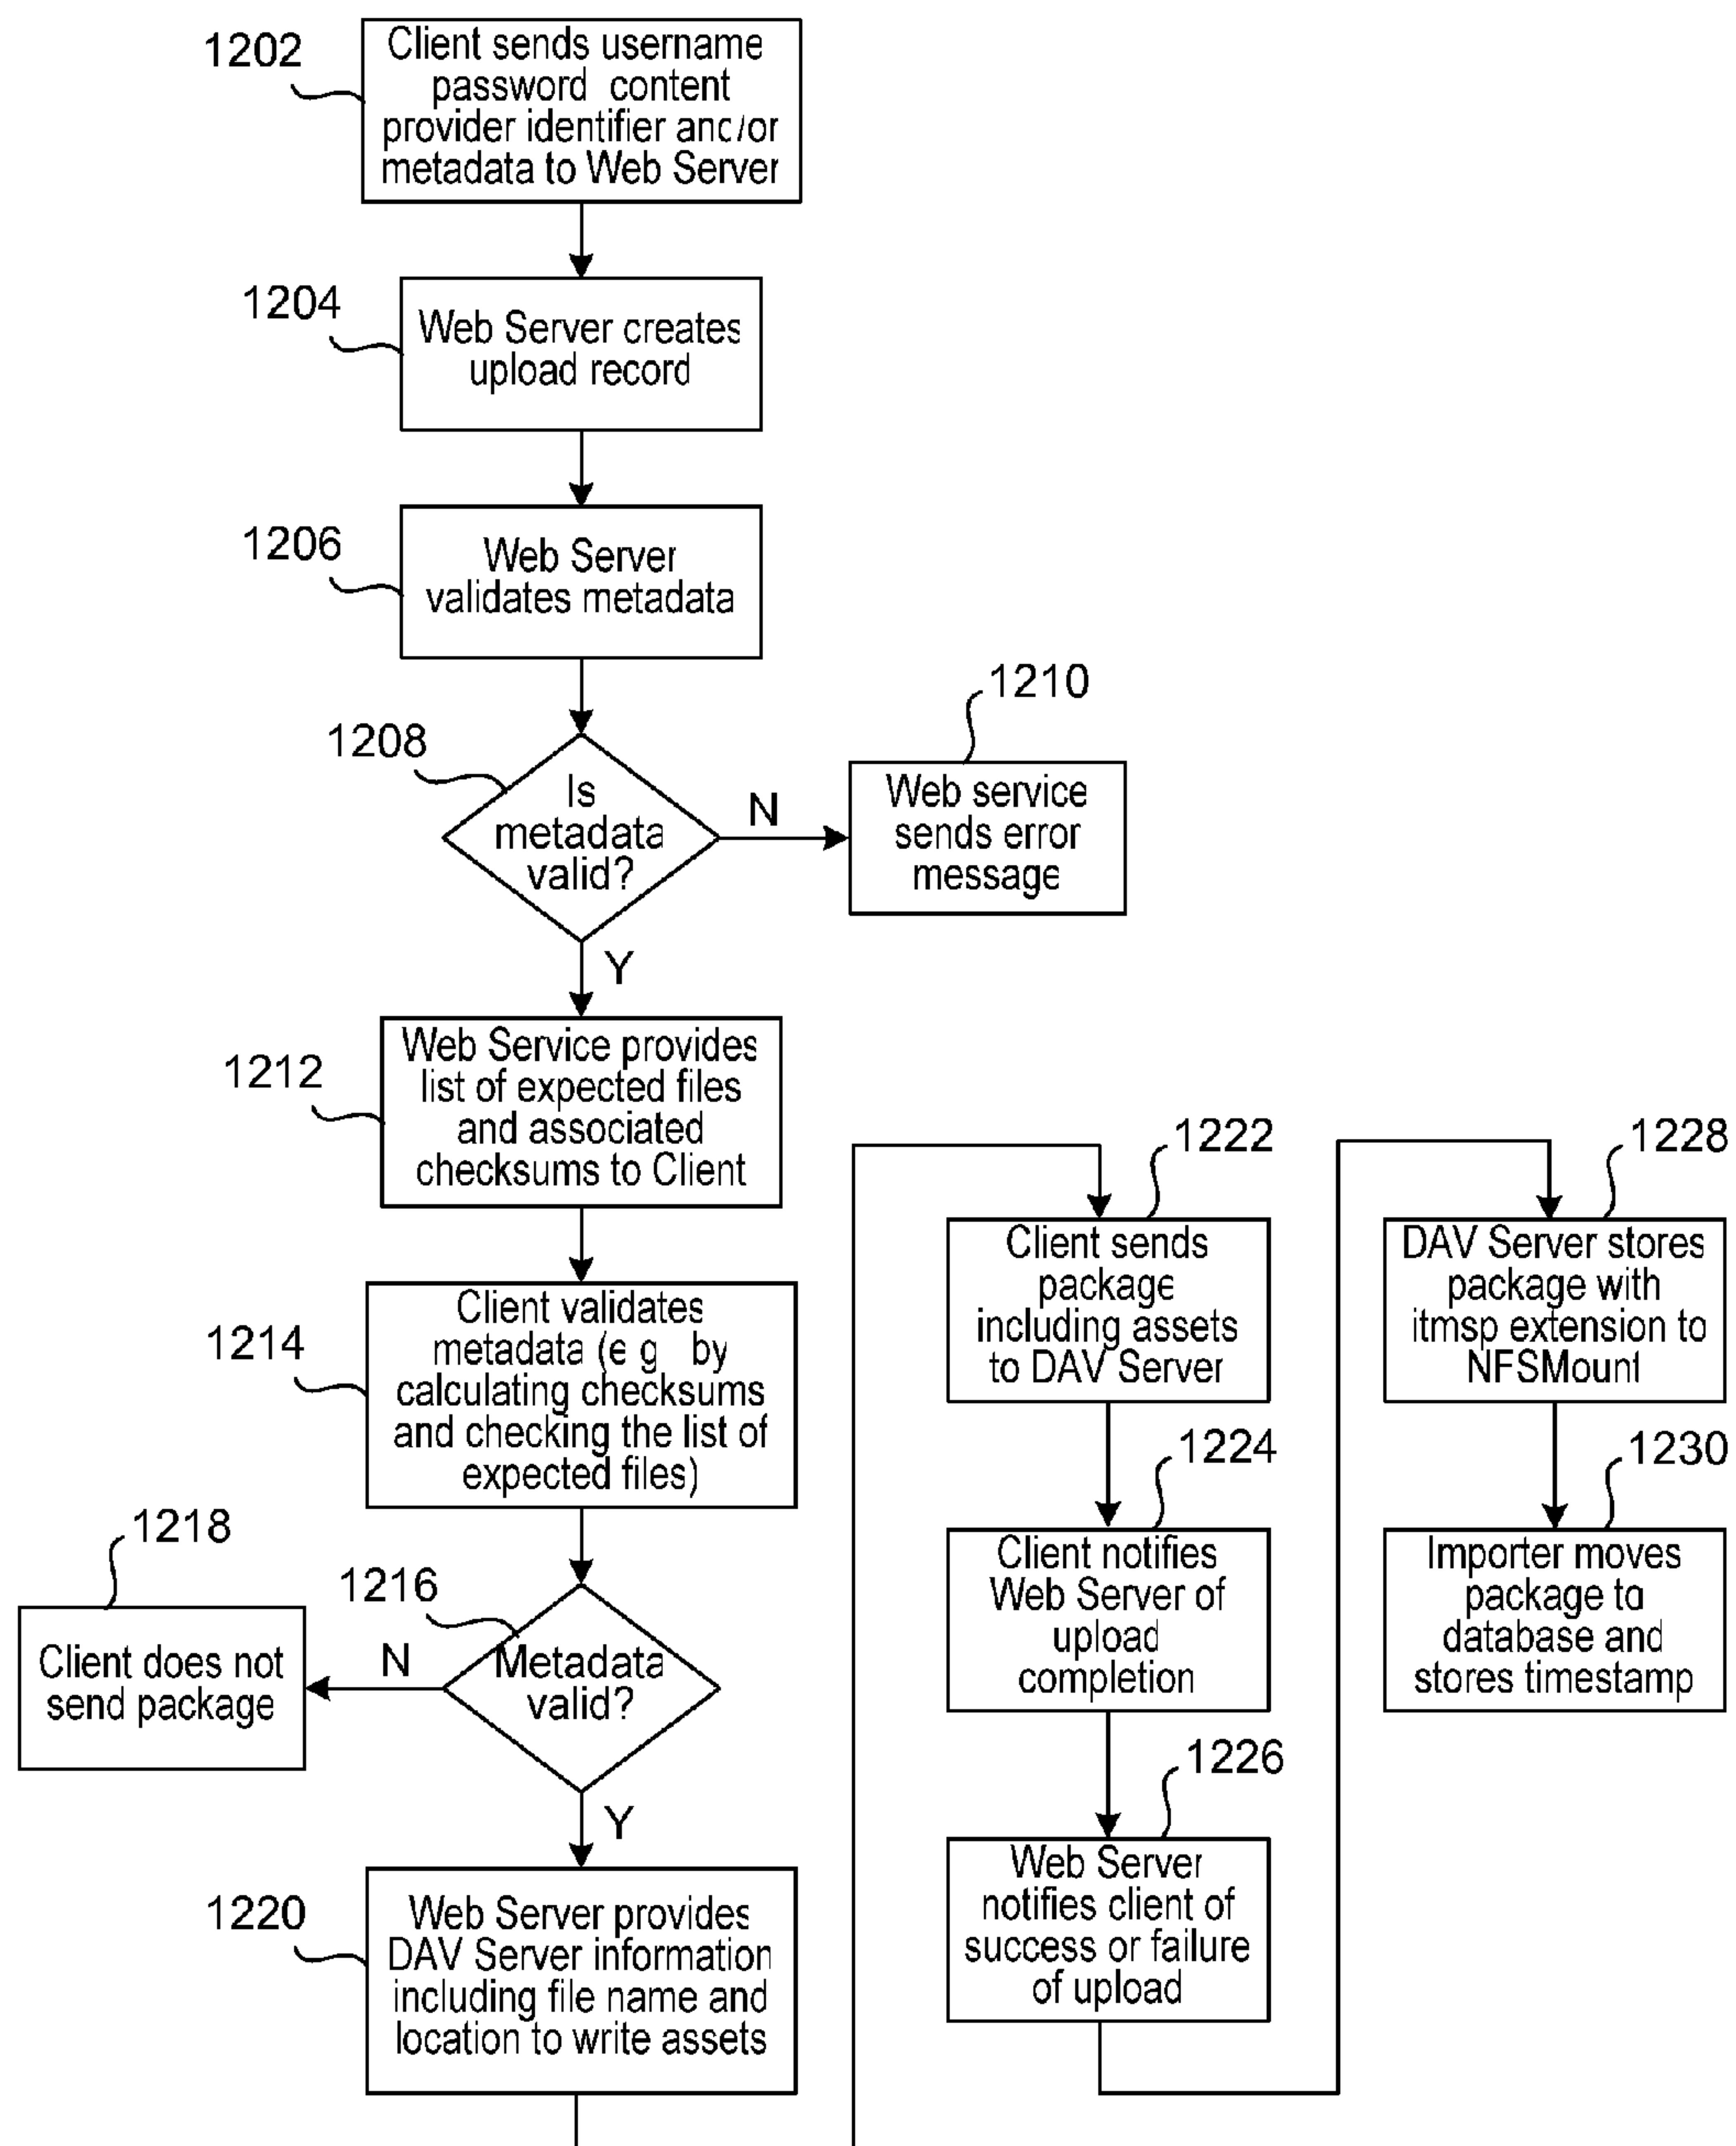 1202
Client sends username
password content
provider identifier and/or
metadata to Web Server
1204
Web Server creates
upload record
1206
Web Server
validates metadata
1208
Is
metadata
valid?
N
Y
1210
Web service
sends error
message
1212
Web Service provides
list of expected files
and associated
checksums to Client
1214
Client validates
metadata (e g by
calculating checksums
and checking the list of
expected files)
1216
Metadata
valid?
N
Y
1218
Client does not
send package
1220
Web Server provides
DAV Server information
including file name and
location to write assets
1222
Client sends
package
including assets
to DAV Server
1224
Client notifies
Web Server of
upload
completion
1226
Web Server
notifies client of
success or failure
of upload
1228
DAV Server stores
package with
itmsp extension to
NFSMount
1230
Importer moves
package to
database and
stores timestamp